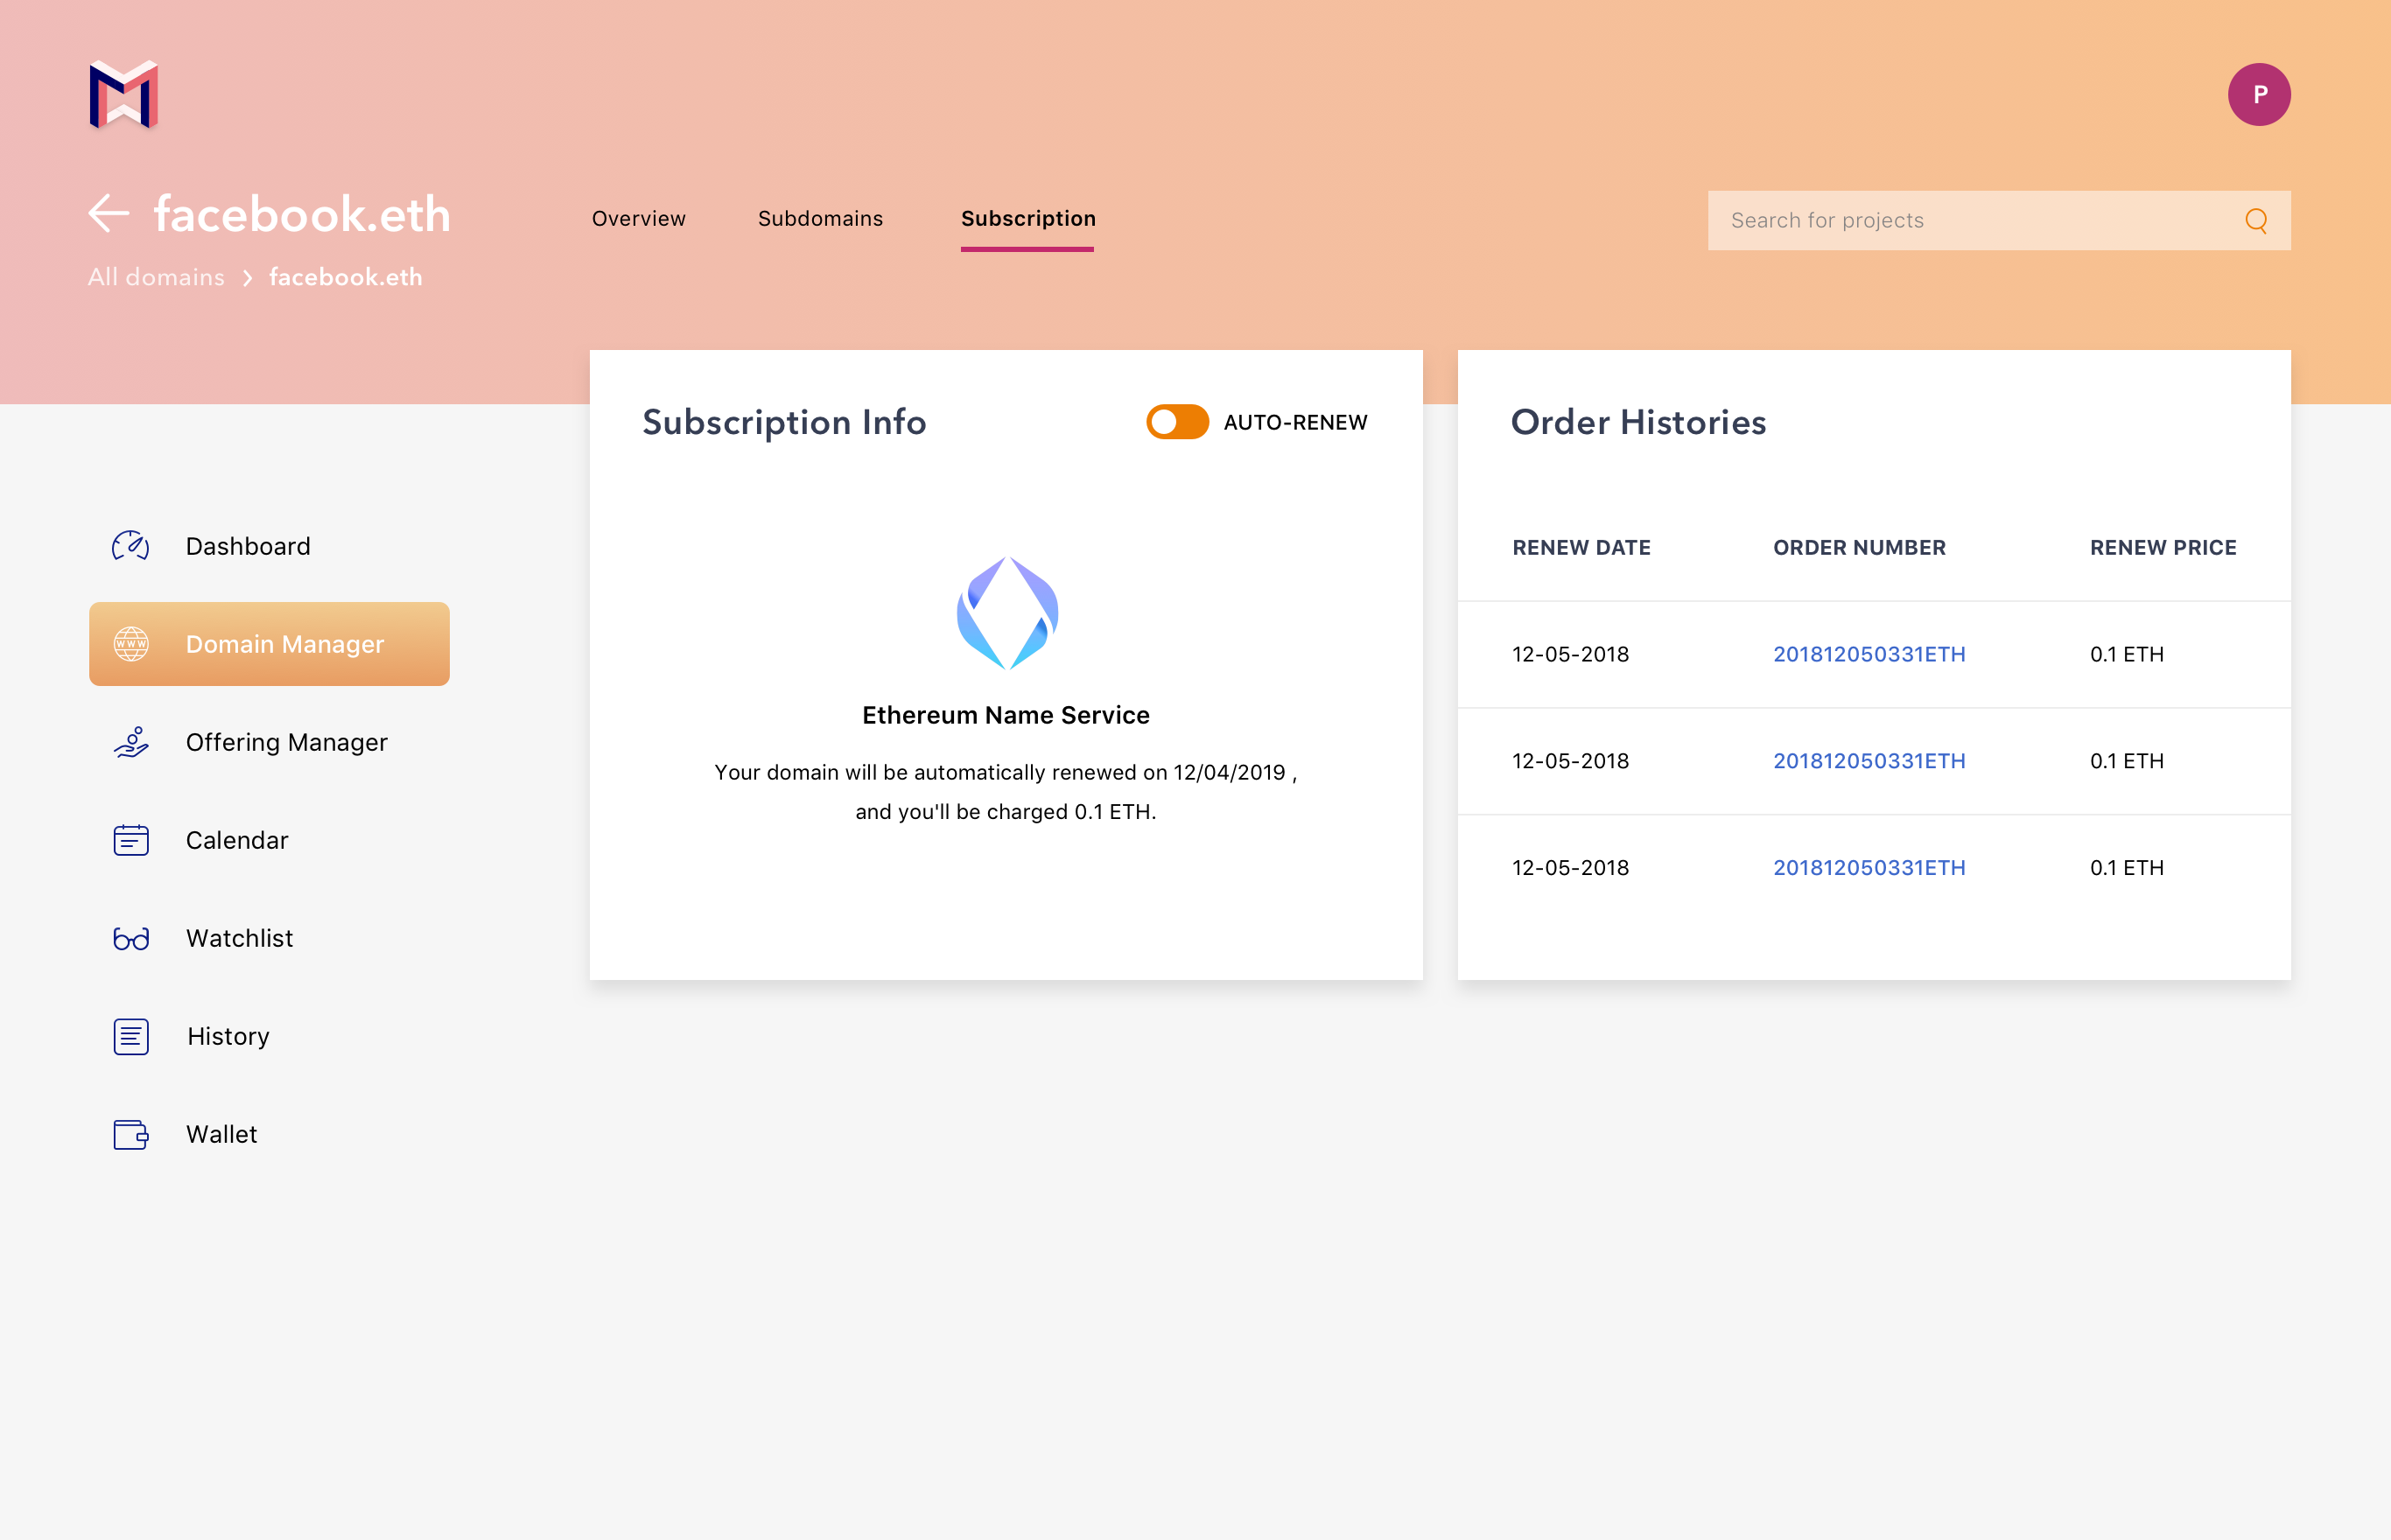 P
facebook.eth
Overview
Subdomains
Subscription
Search for projects
All domains › facebook.eth
Dashboard
WWW
Domain Manager
Offering Manager
Calendar
Watchlist
History
Wallet
Subscription Info
AUTO-RENEW
Ethereum Name Service
Your domain will be automatically renewed on 12/04/2019 ,
and you'll be charged 0.1 ETH.
Order Histories
RENEW DATE ORDER NUMBER RENEW PRICE
12-05-2018 201812050331ETH 0.1 ETH
12-05-2018 201812050331ETH 0.1 ETH
12-05-2018 201812050331ETH 0.1 ETH